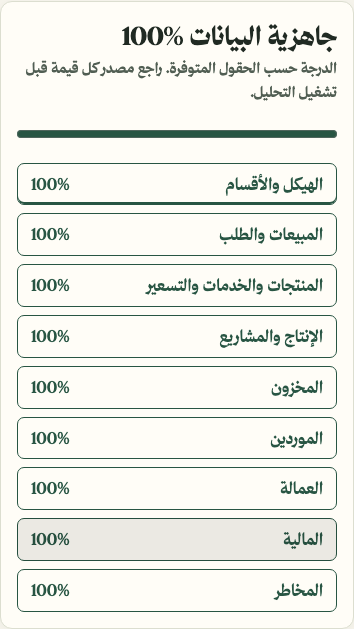 جاهزية البيانات 100%
الدرجة حسب الحقول المتوفرة. راجع مصدر كل قيمة قبل
تشغيل التحليل.
الهيكل والأقسام 100%
المبيعات والطلب 100%
المنتجات والخدمات والتسعير 100%
الإنتاج والمشاريع 100%
المخزون 100%
الموردين 100%
العمالة 100%
المالية 100%
المخاطر 100%